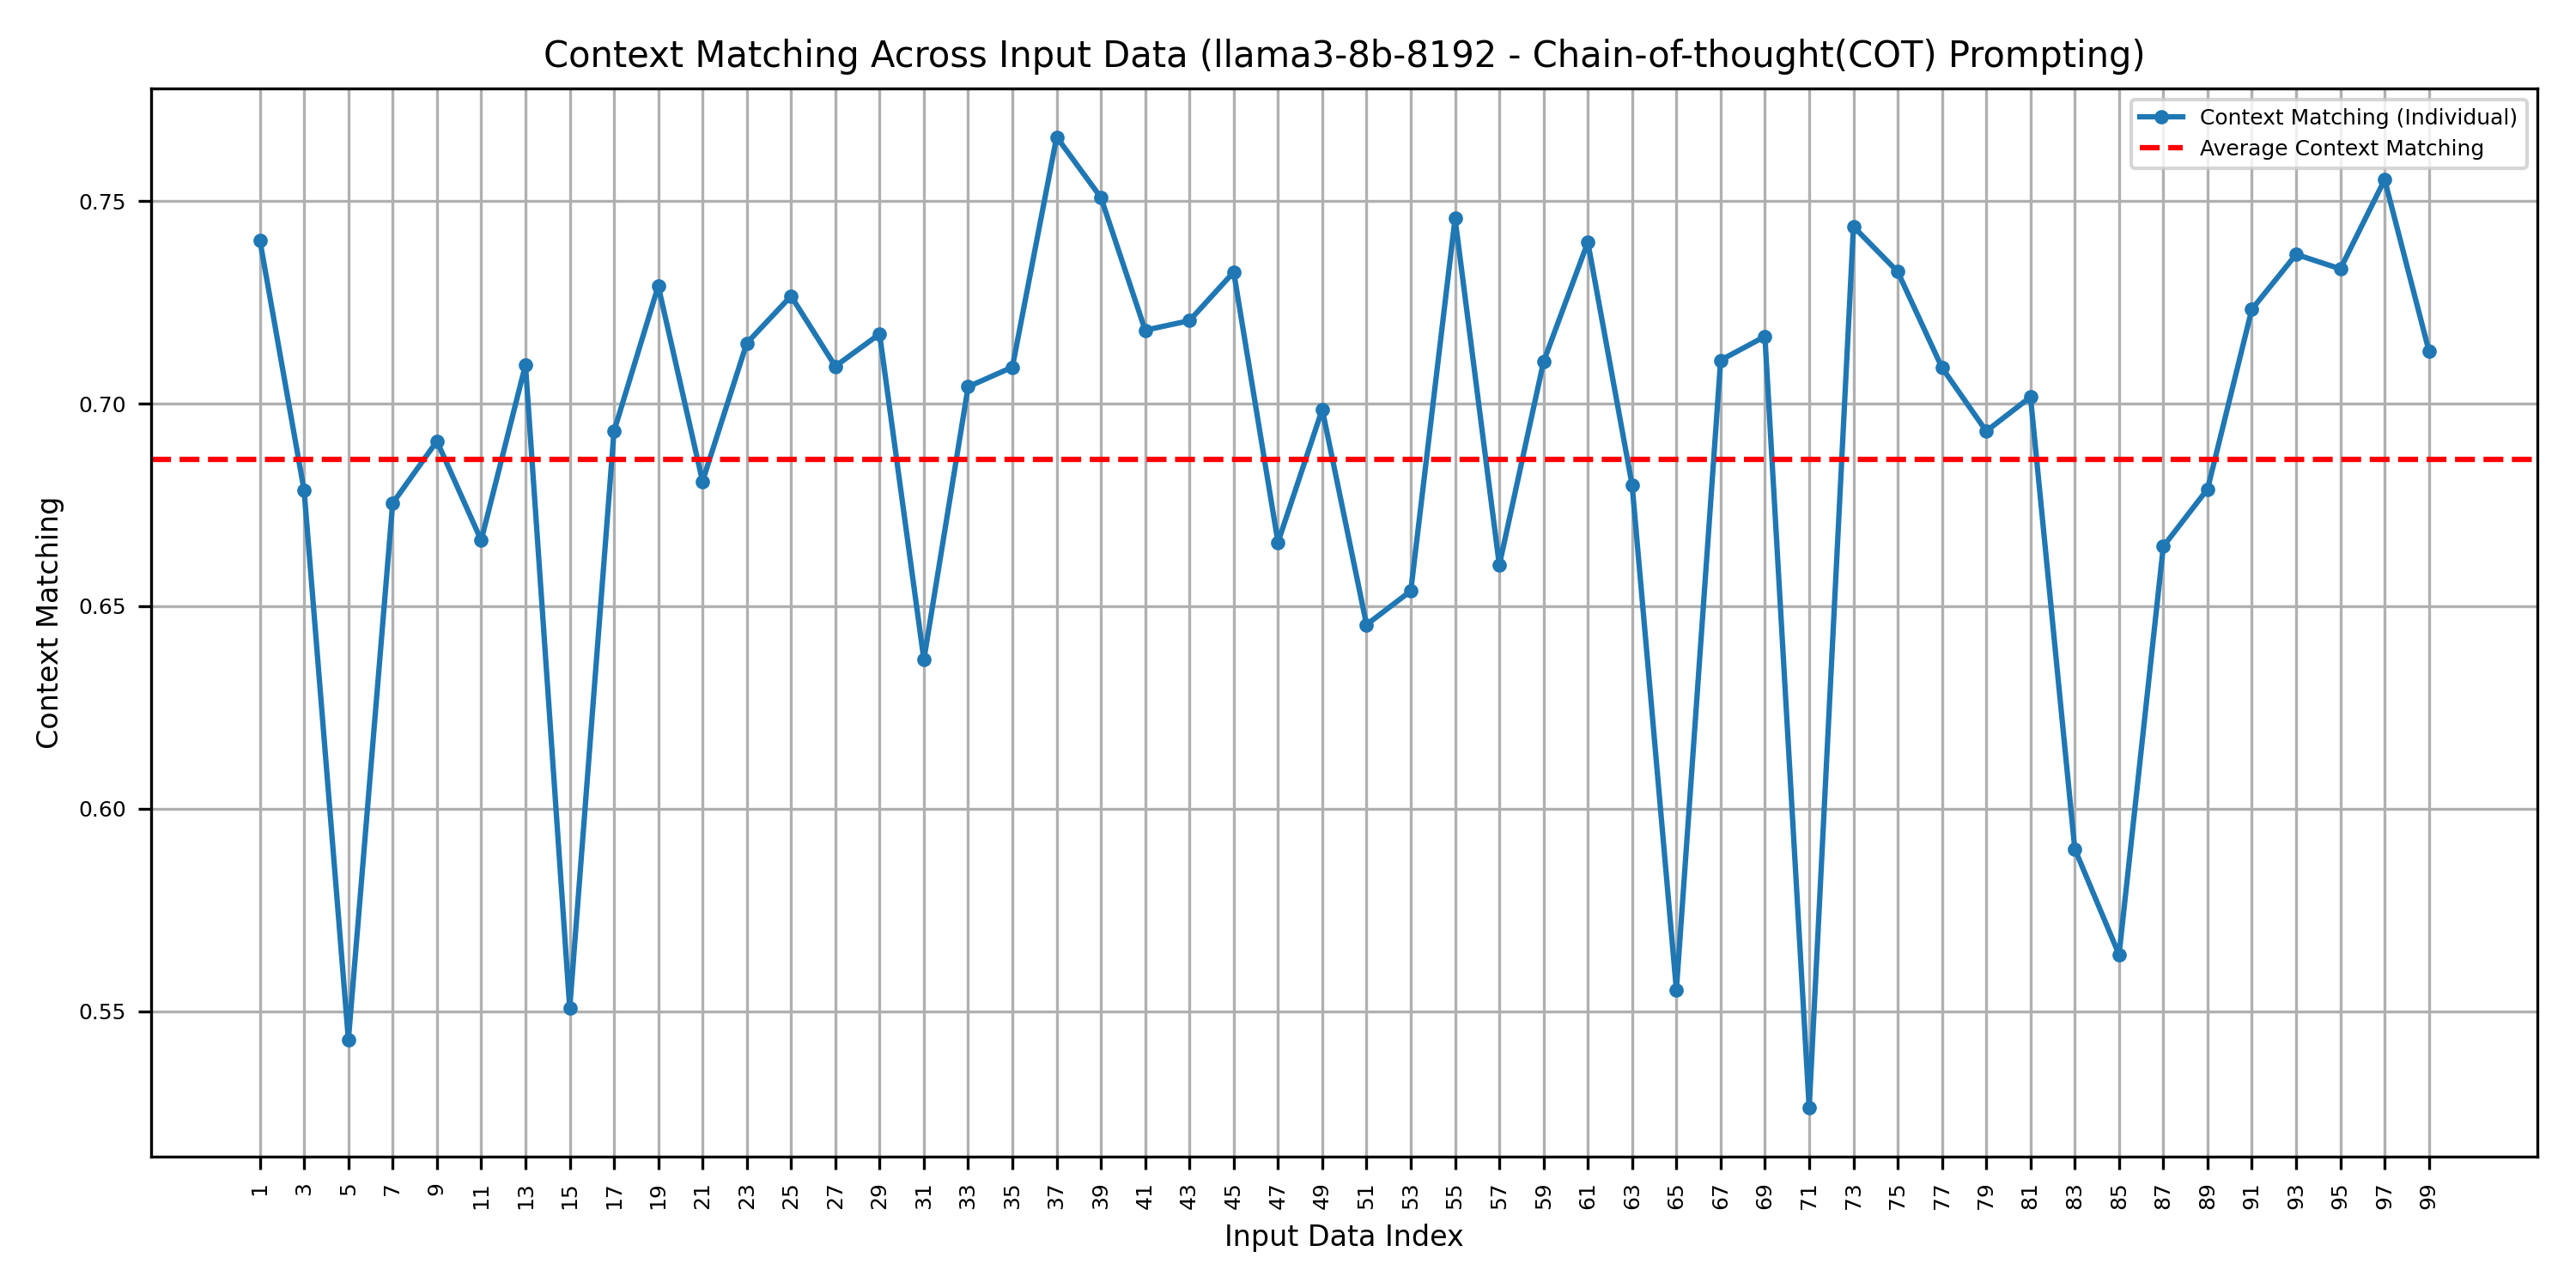 Context Matching Across Input Data (llama3-8b-8192 - Chain-of-thought(COT) Prompting)
Context Matching (Individual)
Average Context Matching
Context Matching
0.75
0.70
0.65
0.60
0.55
1 3 5 7 9 11 13 15 17 19 21 23 25 27 29 31 33 35 37 39 41 43 45 47 49 51 53 55 57 59 61 63 65 67 69 71 73 75 77 79 81 83 85 87 89 91 93 95 97 99
Input Data Index